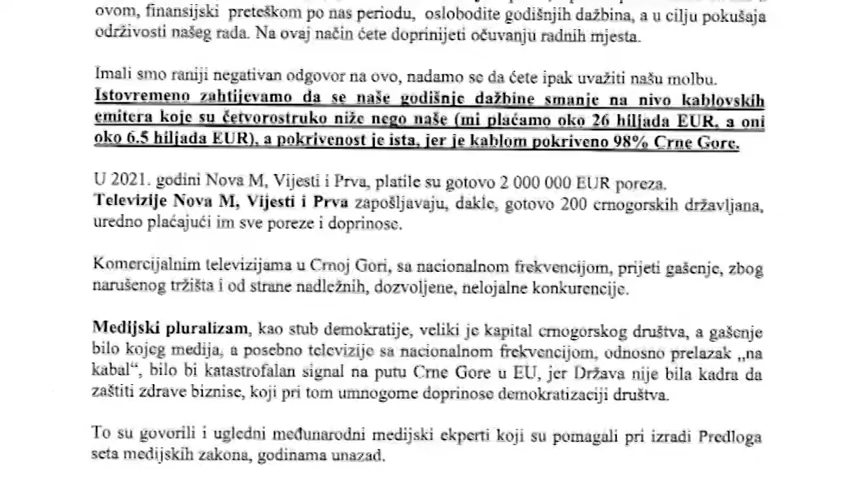 ovom, finansijski preteškom po nas periodu, oslobodite godišnjih dažbina, a u cilju pokušaja
održivosti našeg rada. Na ovaj način ćete doprinijeti očuvanju radnih mjesta.
Imali smo raniji negativan odgovor na ovo, nadamo se da ćete ipak uvažiti našu molbu.
Istovremeno zahtijevamo da se naše godišnje dažbine smanje na nivo kablovskih
emitera koje su četvorostruko niže nego naše (mi plaćamo oko 26 hiljada EUR, a oni
oko 6.5 hiljada EUR), a pokrivenost je ista, jer je kablom pokriveno 98% Crne Gore.
U 2021. godini Nova M, Vijesti i Prva, platile su gotovo 2 000 000 EUR poreza.
Televizije Nova M, Vijesti i Prva zapošljavaju, dakle, gotovo 200 crnogorskih državljana,
uredno plaćajući im sve poreze i doprinose.
Komercijalnim televizijama u Crnoj Gori, sa nacionalnom frekvencijom, prijeti gašenje, zbog
narušenog tržišta i od strane nadležnih, dozvoljene, nelojalne konkurencije.
Medijski pluralizam, kao stub demokratije, veliki je kapital crnogorskog društva, a gašenje
bilo kojeg medija, a posebno televizije sa nacionalnom frekvencijom, odnosno prelazak „na
kabal“, bilo bi katastrofalan signal na putu Crne Gore u EU, jer Država nije bila kadra da
zaštiti zdrave biznise, koji pri tom umnogome doprinose demokratizaciji društva.
To su govorili i ugledni međunarodni medijski ekperti koji su pomagali pri izradi Predloga
seta medijskih zakona, godinama unazad.